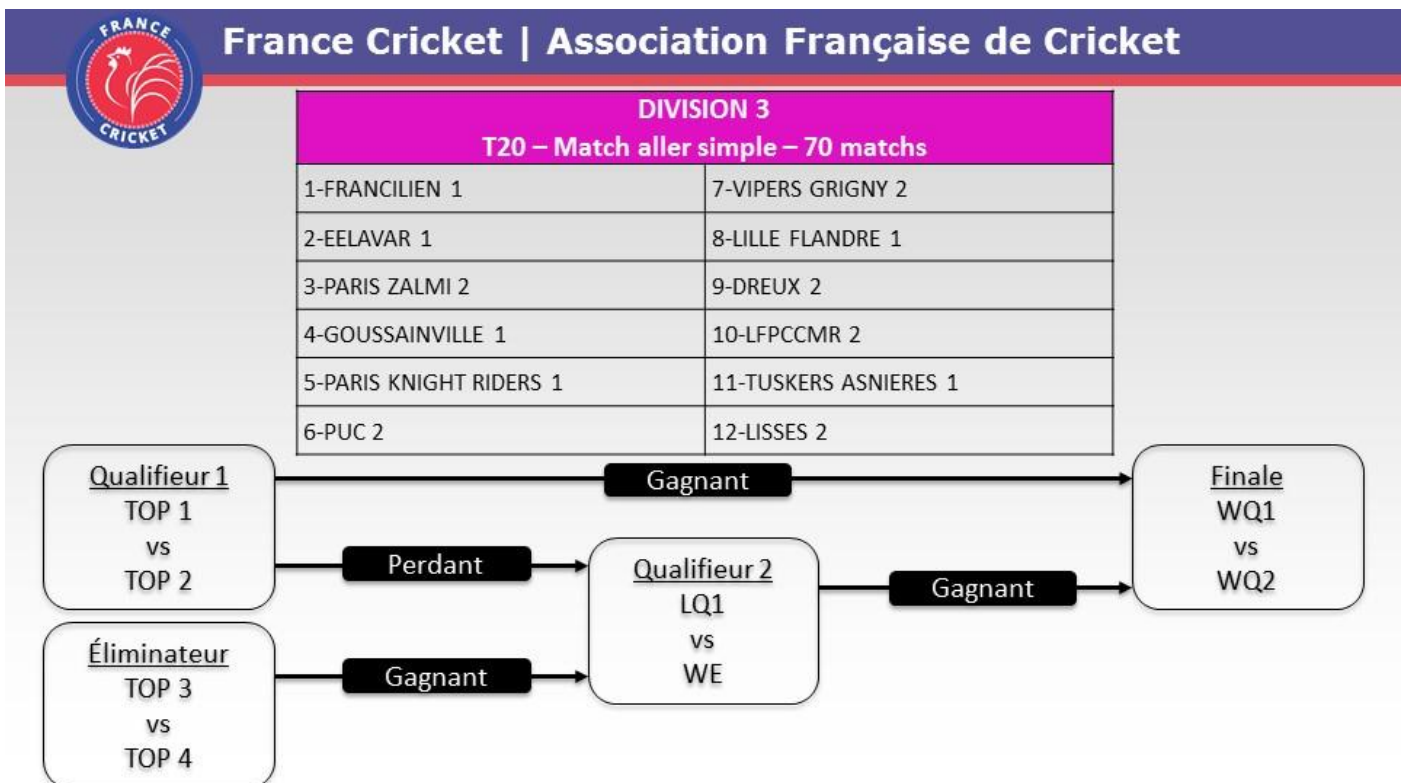 FRANCE
CRICKET
France Cricket | Association Française de Cricket
DIVISION 3
T20 – Match aller simple – 70 matchs
1-FRANCILIEN 1
7-VIPERS GRIGNY 2
2-EELAVAR 1
8-LILLE FLANDRE 1
3-PARIS ZALMI 2
9-DREUX 2
4-GOUSSAINVILLE 1
10-LFPCCMR 2
5-PARIS KNIGHT RIDERS 1
11-TUSKERS ASNIERES 1
6-PUC 2
12-LISSES 2
Qualifieur 1
TOP 1
vs
TOP 2
Gagnant
Perdant
Éliminateur
TOP 3
vs
TOP 4
Gagnant
Qualifieur 2
LQ1
vs
WE
Gagnant
Finale
WQ1
vs
WQ2